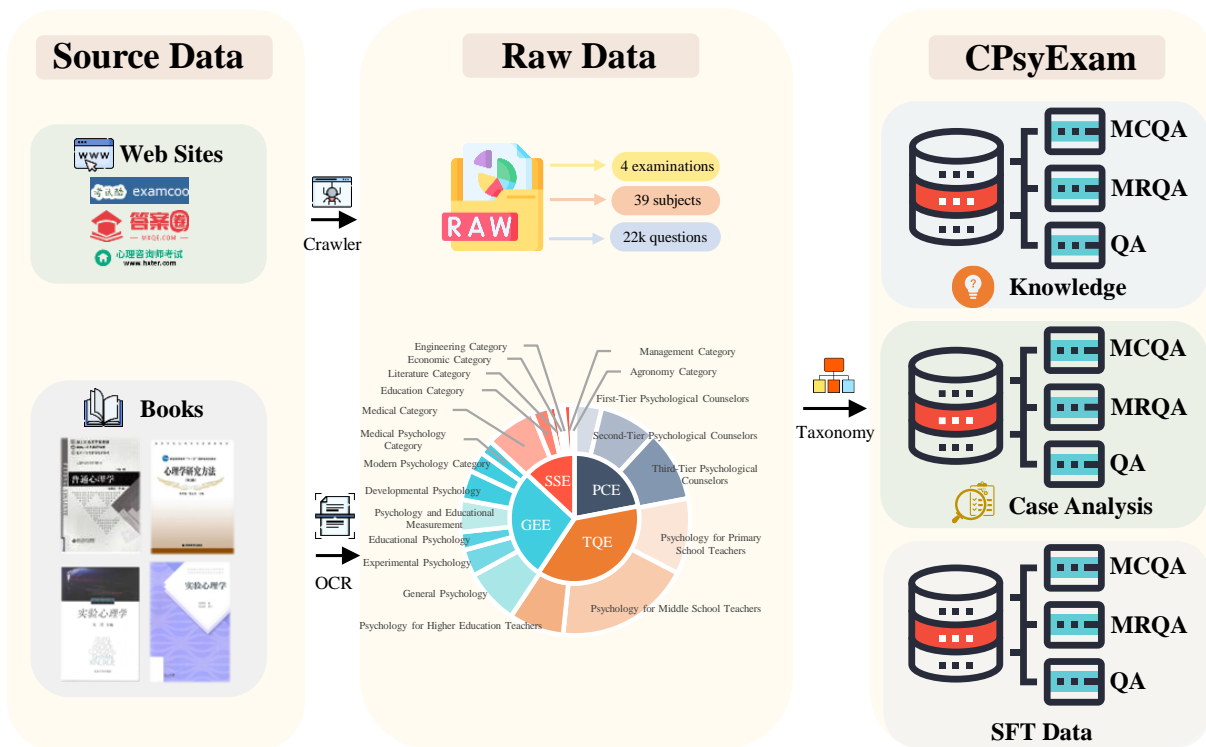 Source Data
Web Sites
www
考试酷 examcoo
答案圈
MXQE.COM
心理咨询师考试
www.hxter.com
Books
普通心理学
心理学研究方法
实验心理学
实验心理学
Crawler
OCR
Raw Data
RAW
4 examinations
39 subjects
22k questions
Engineering Category
Economic Category
Literature Category
Education Category
Medical Category
Medical Psychology
Category
Modern Psychology Category
Developmental Psychology
Psychology and Educational
Measurement
Educational Psychology
Experimental Psychology
General Psychology
Psychology for Higher Education Teachers
Management Category
Agronomy Category
First-Tier Psychological Counselors
Second-Tier Psychological Counselors
Third-Tier Psychological
Counselors
Psychology for Primary
School Teachers
Psychology for Middle School Teachers
SSE
PCE
GEE
TQE
Taxonomy
CPsyExam
MCQA
MRQA
QA
Knowledge
MCQA
MRQA
QA
Case Analysis
MCQA
MRQA
QA
SFT Data